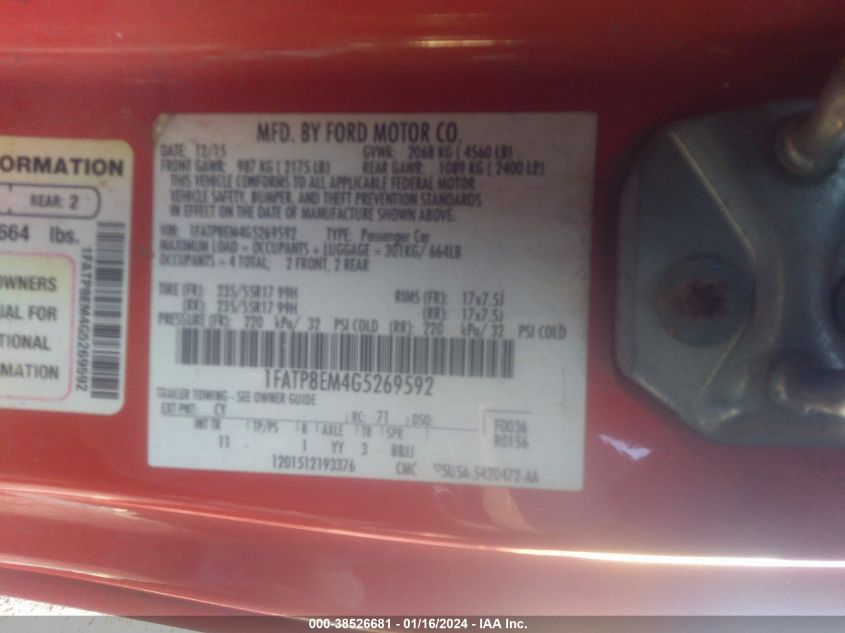 ORMATION
REAR: 2
664 lbs.
OWNERS
UAL FOR
TIONAL
MATION
1FATP8EM4G5269592
MFD. BY FORD MOTOR CO.
DATE: 12/15 GVWR: 2068 KG ( 4560 LB)
FRONT GAWR: 987 KG ( 2175 LB) REAR GAWR: 1089 KG ( 2400 LB)
THIS VEHICLE CONFORMS TO ALL APPLICABLE FEDERAL MOTOR
VEHICLE SAFETY, BUMPER, AND THEFT PREVENTION STANDARDS
IN EFFECT ON THE DATE OF MANUFACTURE SHOWN ABOVE.
VIN: 1FATP8EM4G5269592 TYPE: Passenger Car
MAXIMUM LOAD = OCCUPANTS + LUGGAGE = 301KG/ 664LB
OCCUPANTS = 4 TOTAL; 2 FRONT, 2 REAR
TIRE (FR): 235/55R17 99H RIMS (FR): 17x7.5J
(RR): 235/55R17 99H (RR): 17x7.5J
PRESSURE (FR): 220 kPa/ 32 PSI COLD (RR): 220 kPa/ 32 PSI COLD
1FATP8EM4G5269592
TRAILER TOWING - SEE OWNER GUIDE
EXT PNT: CY RC: 71 DSO: F0036
INT TR TP/PS R AXLE TR SPR R0156
11 1 YY 3 BBJJ
1201512193376 CMC 5U5A-5420472-AA
000-38526681 - 01/16/2024 - IAA Inc.